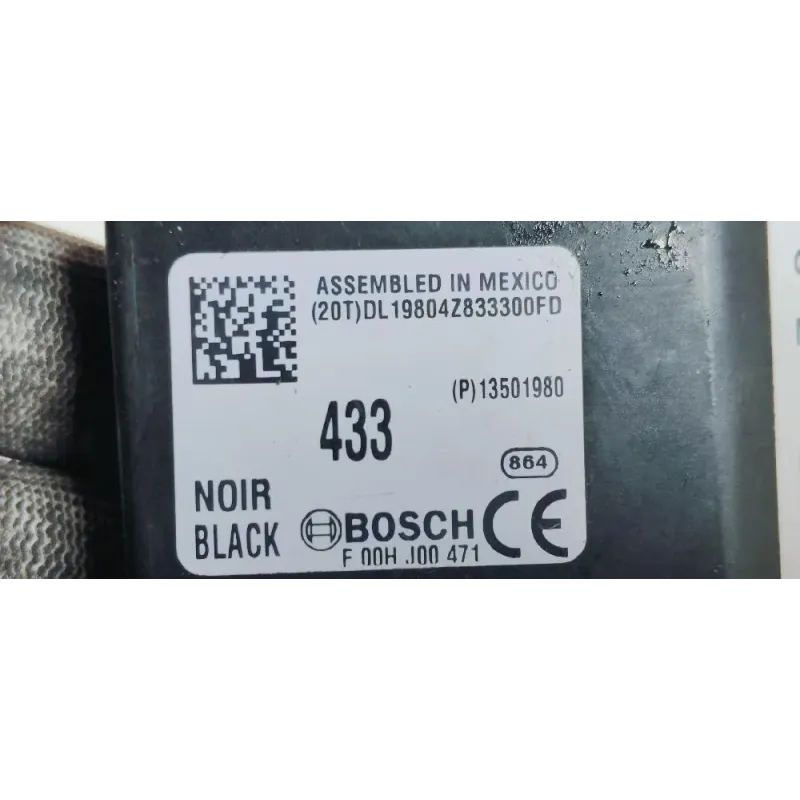 ASSEMBLED IN MEXICO
(20T)DL19804Z833300FD
(P)13501980
433
864
NOIR
BLACK
BOSCH
CE
F 00H J00 471